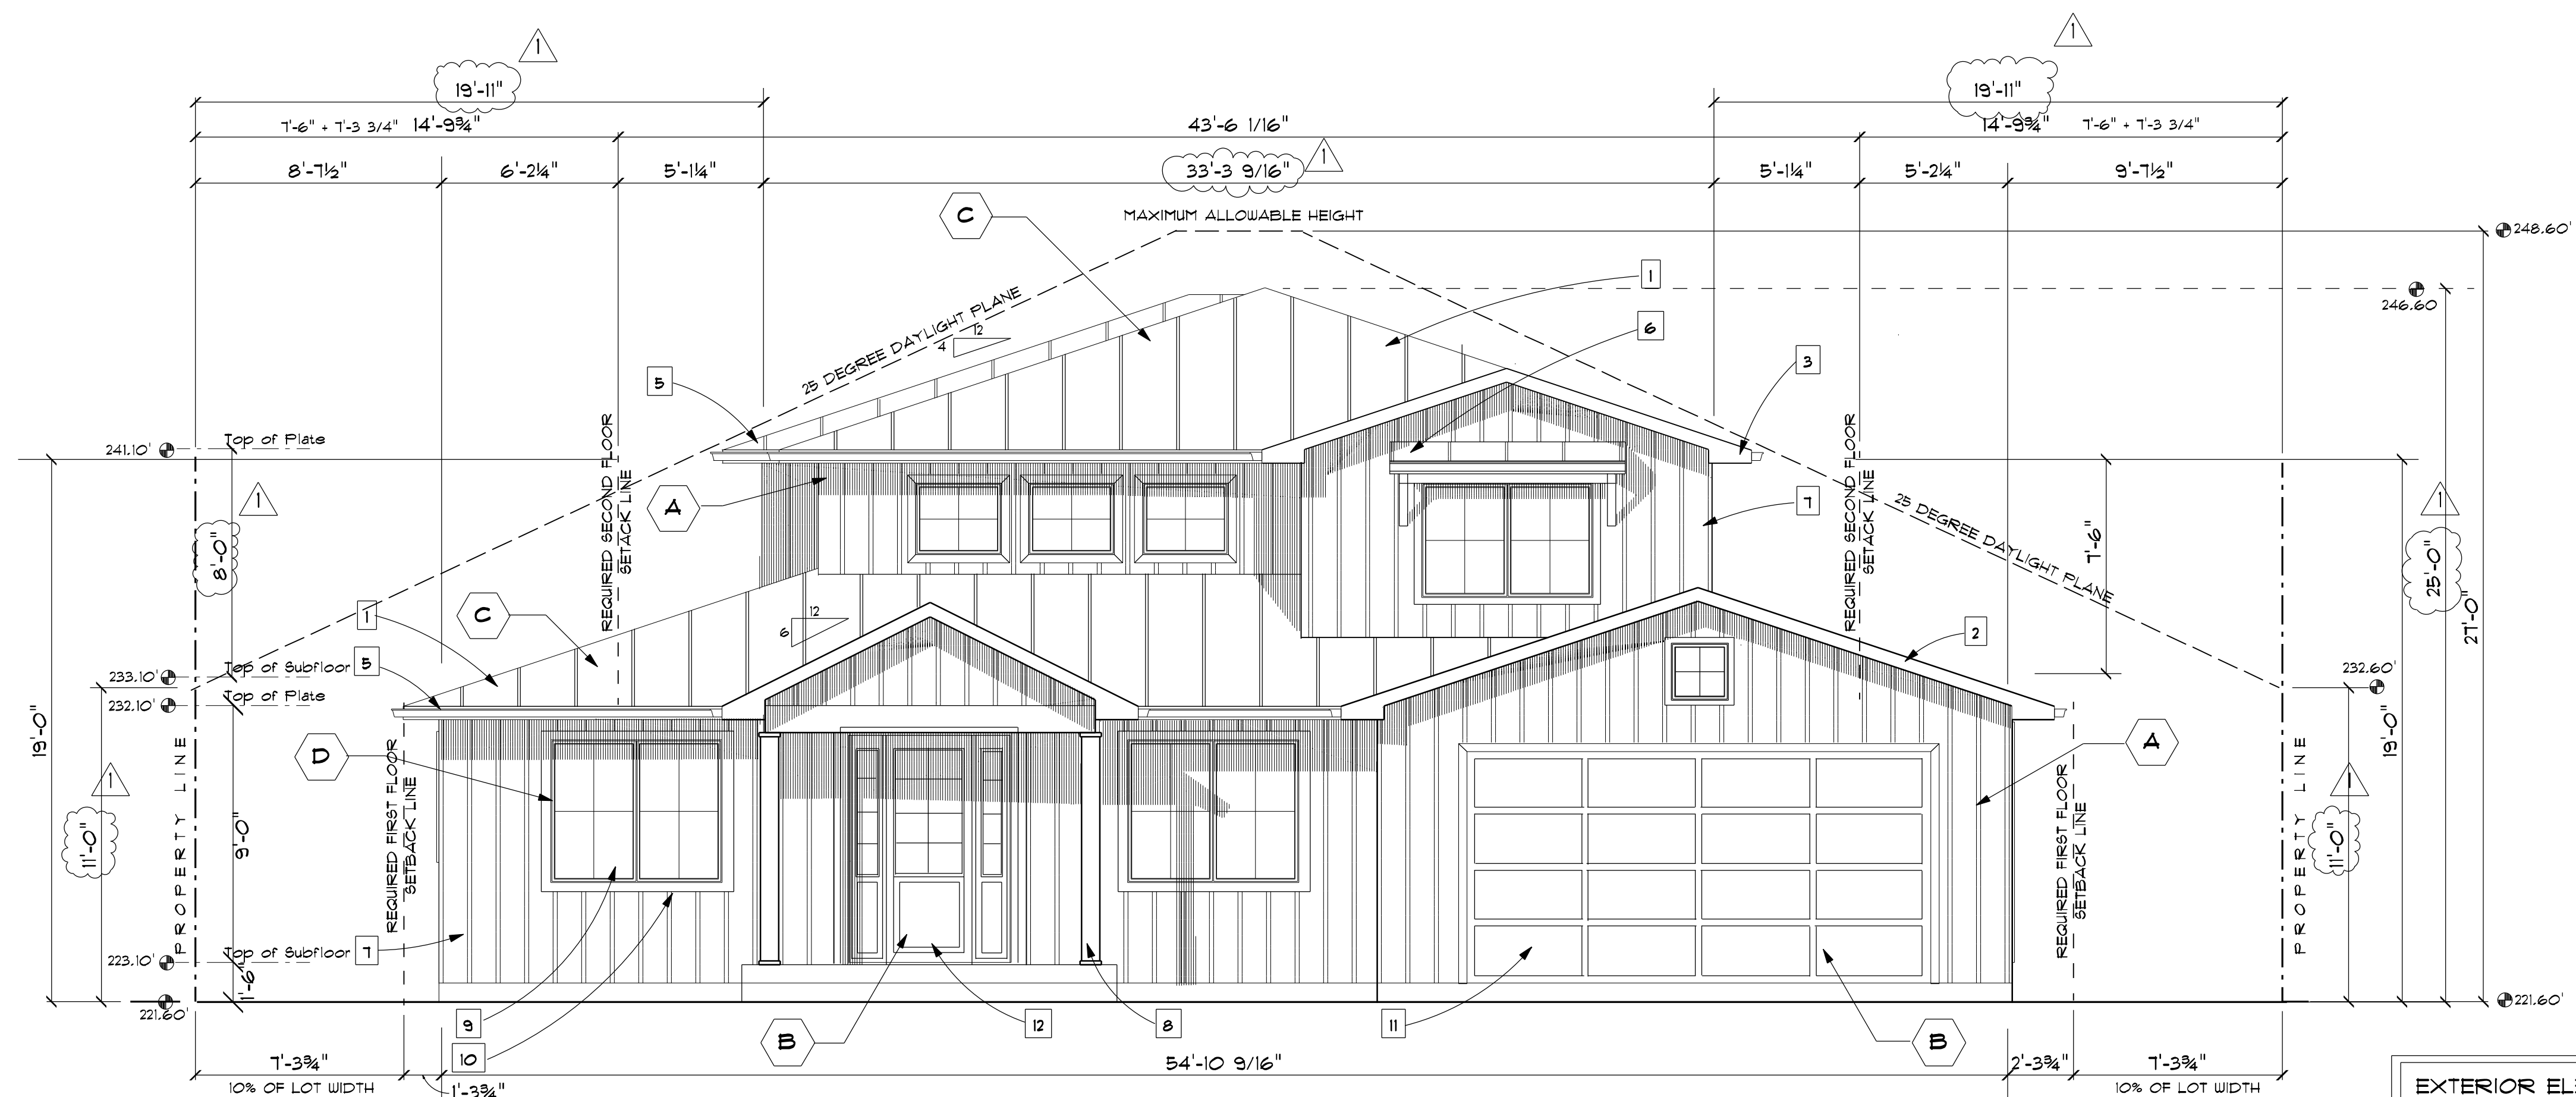 1
1
19'-11"
19'-11"
7'-6" + 7'-3 3/4" 14'-9¾"
43'-6 1/16"
14'-9¾" 7'-6" + 7'-3 3/4"
1
8'-7½"
6'-2¼"
5'-1¼"
33'-3 9/16"
5'-1¼"
5'-2¼"
9'-7½"
C
MAXIMUM ALLOWABLE HEIGHT
248.60'
1
246.60
25 DEGREE DAYLIGHT PLANE
12
4
6
3
5
REQUIRED SECOND FLOOR
SETACK LINE
REQUIRED SECOND FLOOR
SETACK LINE
241.10'
Top of Plate
1
8'-0"
A
7
25 DEGREE DAYLIGHT PLANE
7'-6"
1
25'-0"
27'-0"
1
C
12
6
2
5
233.10'
Top of Subfloor
232.10'
Top of Plate
232.60'
19'-0"
1
11'-0"
PROPERTY LINE
9'-0"
D
REQUIRED FIRST FLOOR
SETBACK LINE
A
REQUIRED FIRST FLOOR
SETBACK LINE
PROPERTY LINE
1
11'-0"
19'-0"
7
223.10'
Top of Subfloor
1'-6"
221.60'
221.60'
9
10
B
12
8
11
B
7'-3¾"
10% OF LOT WIDTH
1'-3¾"
54'-10 9/16"
2'-3¾"
7'-3¾"
10% OF LOT WIDTH
EXTERIOR EL